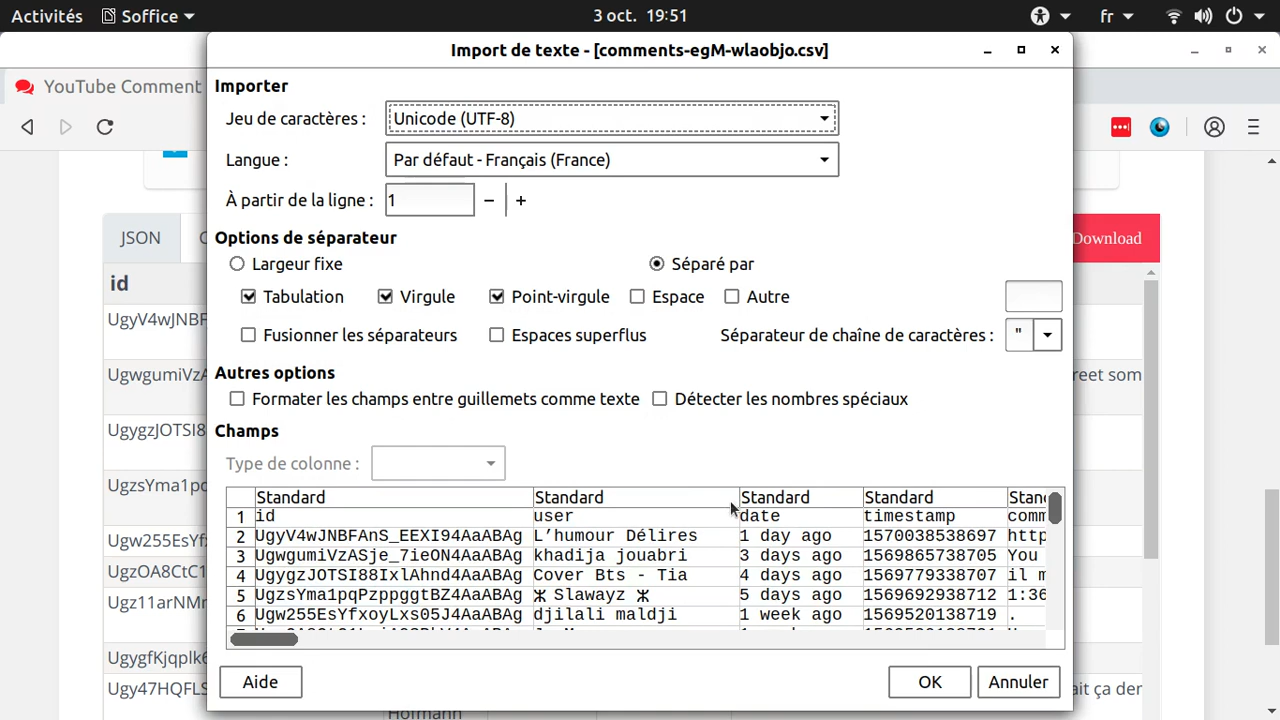 Activités Soffice 3 oct. 19:51 fr
Import de texte - [comments-egM-wlaobjo.csv]
YouTube Comment
Importer
Jeu de caractères : Unicode (UTF-8)
Langue : Par défaut - Français (France)
À partir de la ligne : 1 − +
Options de séparateur
JSON
Download
Largeur fixe Séparé par
id
Tabulation Virgule Point-virgule Espace Autre
UgyV4wJNBF
Fusionner les séparateurs Espaces superflus Séparateur de chaîne de caractères : "
Autres options
UgwgumiVzA
reet som
Formater les champs entre guillemets comme texte Détecter les nombres spéciaux
UgygzJOTSI8
Champs
Type de colonne :
UgzsYma1pq
Standard Standard Standard Standard Stan
1 id user date timestamp comm
2 UgyV4wJNBFAnS_EEXI94AaABAg L’humour Délires 1 day ago 1570038538697 http
Ugw255EsYf
3 UgwgumiVzASje_7ieON4AaABAg khadija jouabri 3 days ago 1569865738705 You
UgzOA8CtC1
4 UgygzJOTSI88IxlAhnd4AaABAg Cover Bts - Tia 4 days ago 1569779338707 il m
5 UgzsYma1pqPzppggtBZ4AaABAg Ж Slawayz Ж 5 days ago 1569692938712 1:36
Ugz11arNM
6 Ugw255EsYfxoyLxs05J4AaABAg djilali maldji 1 week ago 1569520138719 .
UgygfKjqplk6
Aide OK Annuler
Ugy47HQFLS
ait ça der
Hofmann